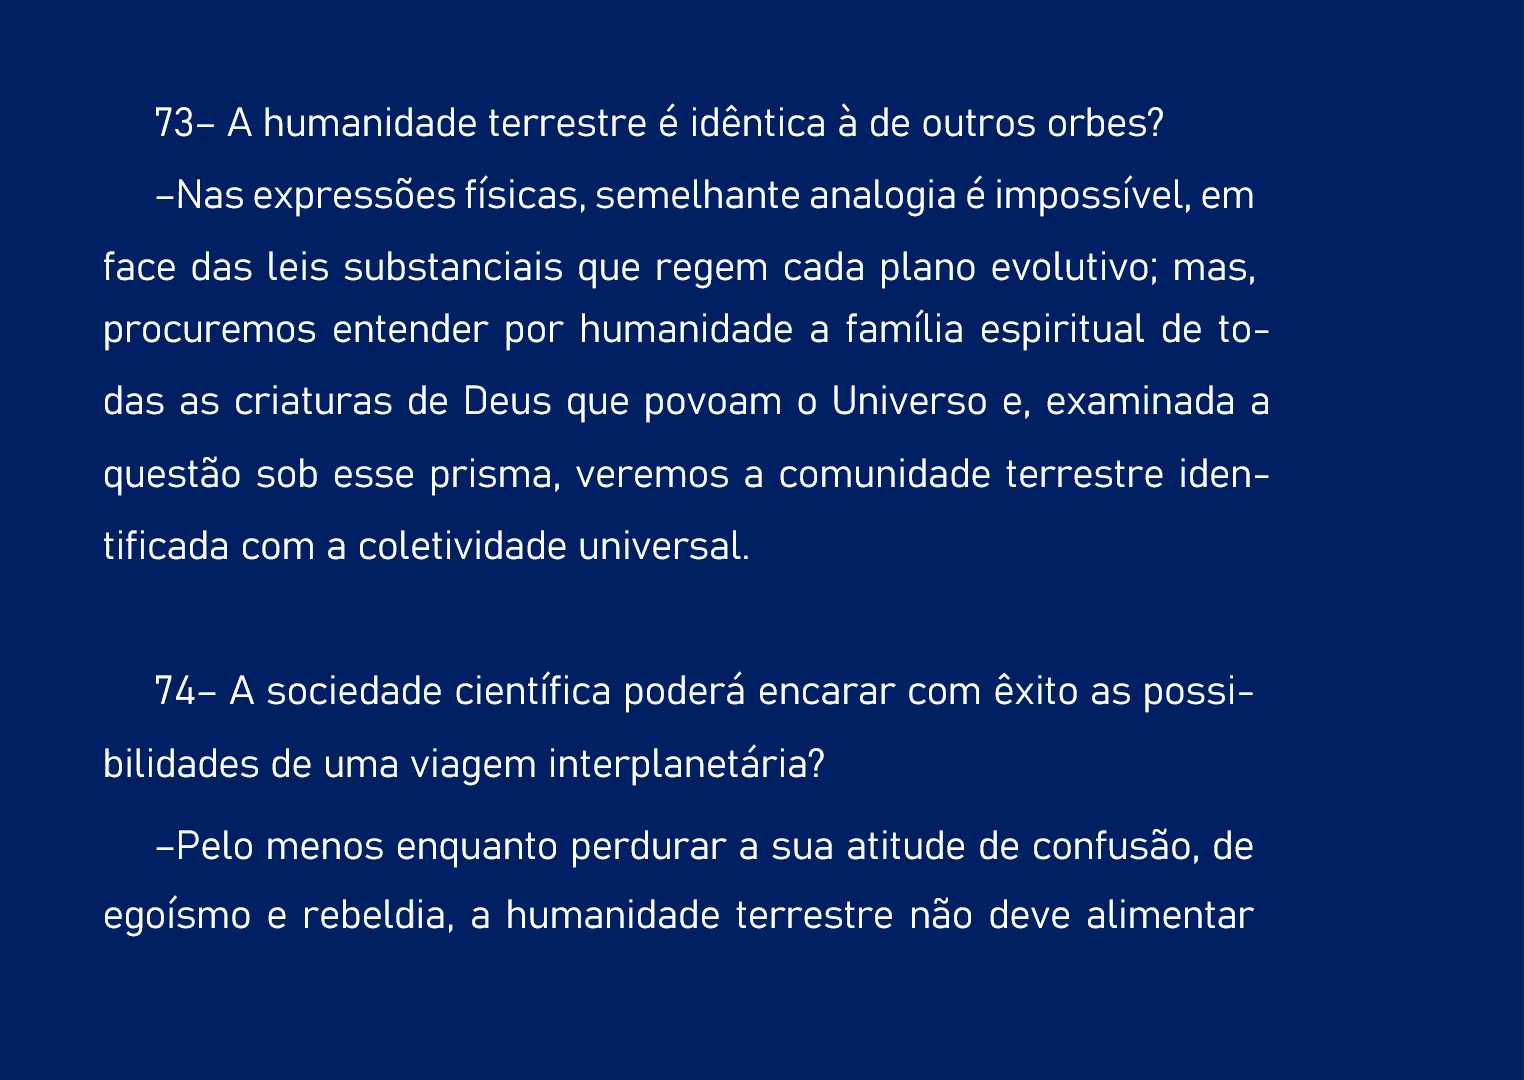 73– A humanidade terrestre é idêntica à de outros orbes?
–Nas expressões físicas, semelhante analogia é impossível, em
face das leis substanciais que regem cada plano evolutivo; mas,
procuremos entender por humanidade a família espiritual de to-
das as criaturas de Deus que povoam o Universo e, examinada a
questão sob esse prisma, veremos a comunidade terrestre iden-
tificada com a coletividade universal.
74– A sociedade científica poderá encarar com êxito as possi-
bilidades de uma viagem interplanetária?
–Pelo menos enquanto perdurar a sua atitude de confusão, de
egoísmo e rebeldia, a humanidade terrestre não deve alimentar